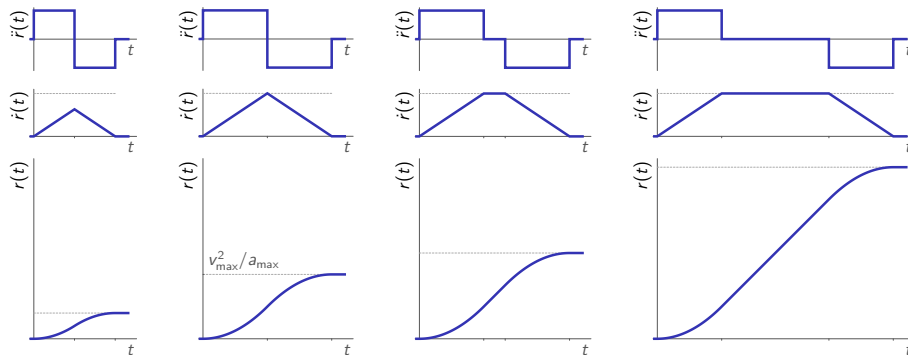 r̈(t) t r̈(t) t r̈(t) t r̈(t) t
ṙ(t) t ṙ(t) t ṙ(t) t ṙ(t) t
r(t) r(t) r(t) r(t)
v²max/amax
t t t t